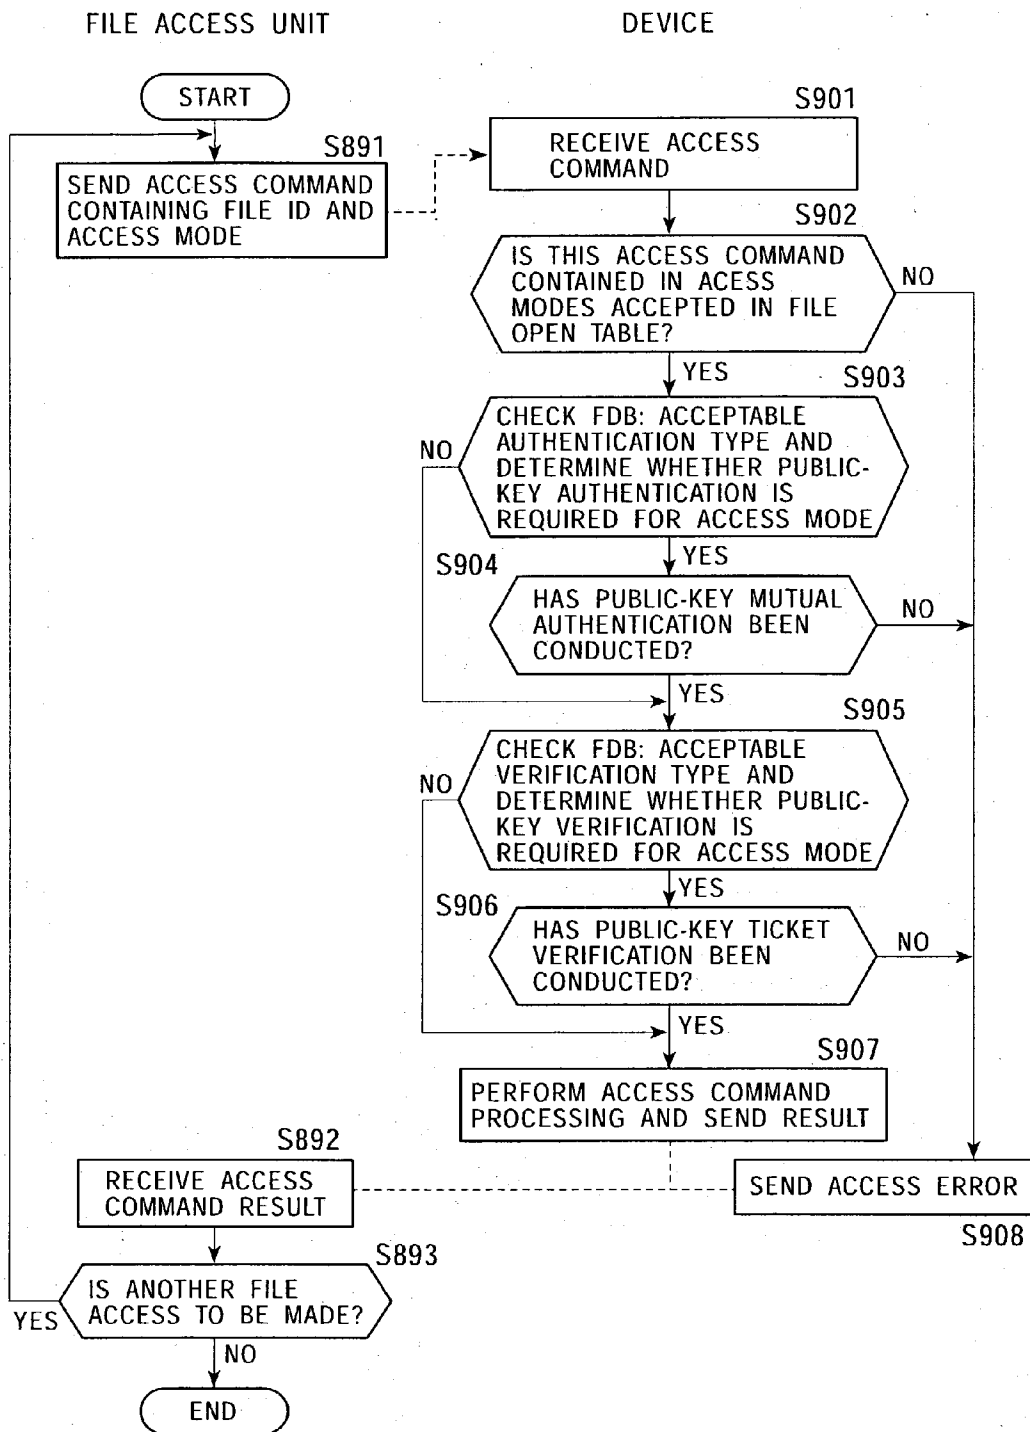 FILE ACCESS UNIT
DEVICE
START
S891
SEND ACCESS COMMAND
CONTAINING FILE ID AND
ACCESS MODE
S901
RECEIVE ACCESS
COMMAND
S902
IS THIS ACCESS COMMAND
CONTAINED IN ACESS
MODES ACCEPTED IN FILE
OPEN TABLE?
NO
YES
S903
CHECK FDB: ACCEPTABLE
AUTHENTICATION TYPE AND
DETERMINE WHETHER PUBLIC-
KEY AUTHENTICATION IS
REQUIRED FOR ACCESS MODE
NO
YES
S904
HAS PUBLIC-KEY MUTUAL
AUTHENTICATION BEEN
CONDUCTED?
NO
YES
S905
CHECK FDB: ACCEPTABLE
VERIFICATION TYPE AND
DETERMINE WHETHER PUBLIC-
KEY VERIFICATION IS
REQUIRED FOR ACCESS MODE
NO
YES
S906
HAS PUBLIC-KEY TICKET
VERIFICATION BEEN
CONDUCTED?
NO
YES
S907
PERFORM ACCESS COMMAND
PROCESSING AND SEND RESULT
S892
RECEIVE ACCESS
COMMAND RESULT
SEND ACCESS ERROR
S908
S893
IS ANOTHER FILE
ACCESS TO BE MADE?
YES
NO
END